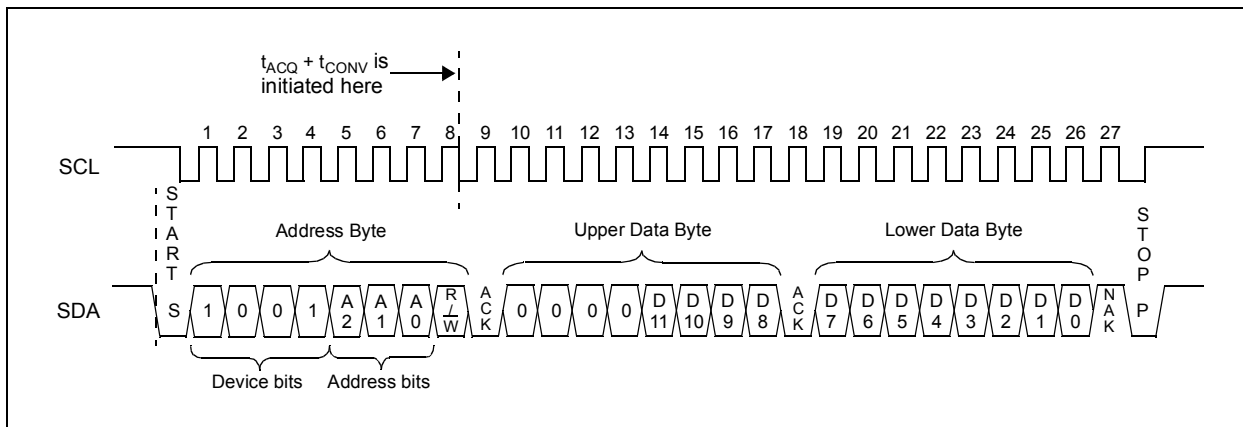 tACQ + tCONV is
initiated here
1 2 3 4 5 6 7 8 9 10 11 12 13 14 15 16 17 18 19 20 21 22 23 24 25 26 27
SCL
START
STOP
Address Byte
Upper Data Byte
Lower Data Byte
SDA
S 1 0 0 1 A2 A1 A0 R/W ACK 0 0 0 0 D11 D10 D9 D8 ACK D7 D6 D5 D4 D3 D2 D1 D0 NAK P
Device bits
Address bits